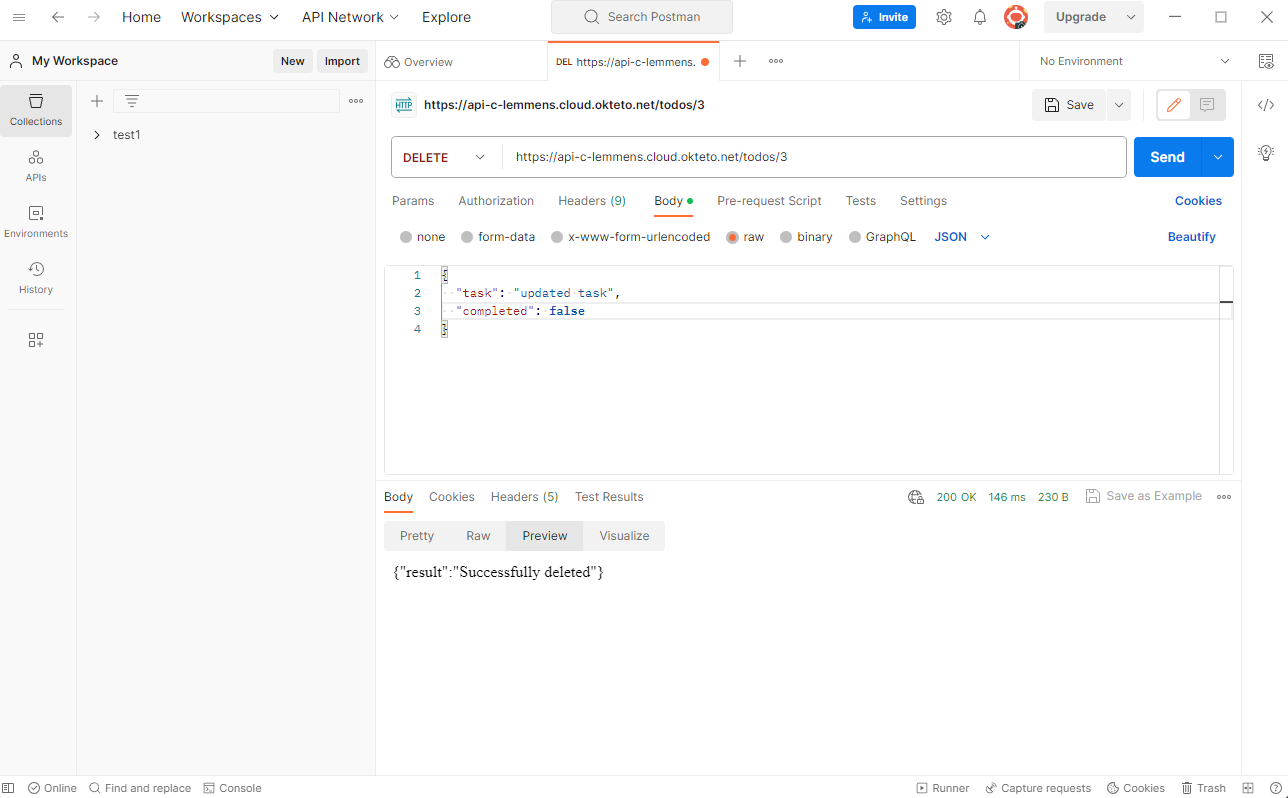 Home Workspaces API Network Explore Search Postman Invite Upgrade
My Workspace New Import Overview DEL https://api-c-lemmens. No Environment
Collections
APIs
Environments
History
test1
HTTP https://api-c-lemmens.cloud.okteto.net/todos/3 Save
DELETE https://api-c-lemmens.cloud.okteto.net/todos/3 Send
Params Authorization Headers (9) Body Pre-request Script Tests Settings Cookies
none form-data x-www-form-urlencoded raw binary GraphQL JSON Beautify
1 {
2 "task": "updated task",
3 "completed": false
4 }
Body Cookies Headers (5) Test Results 200 OK 146 ms 230 B Save as Example
Pretty Raw Preview Visualize
{"result":"Successfully deleted"}
Online Find and replace Console Runner Capture requests Cookies Trash